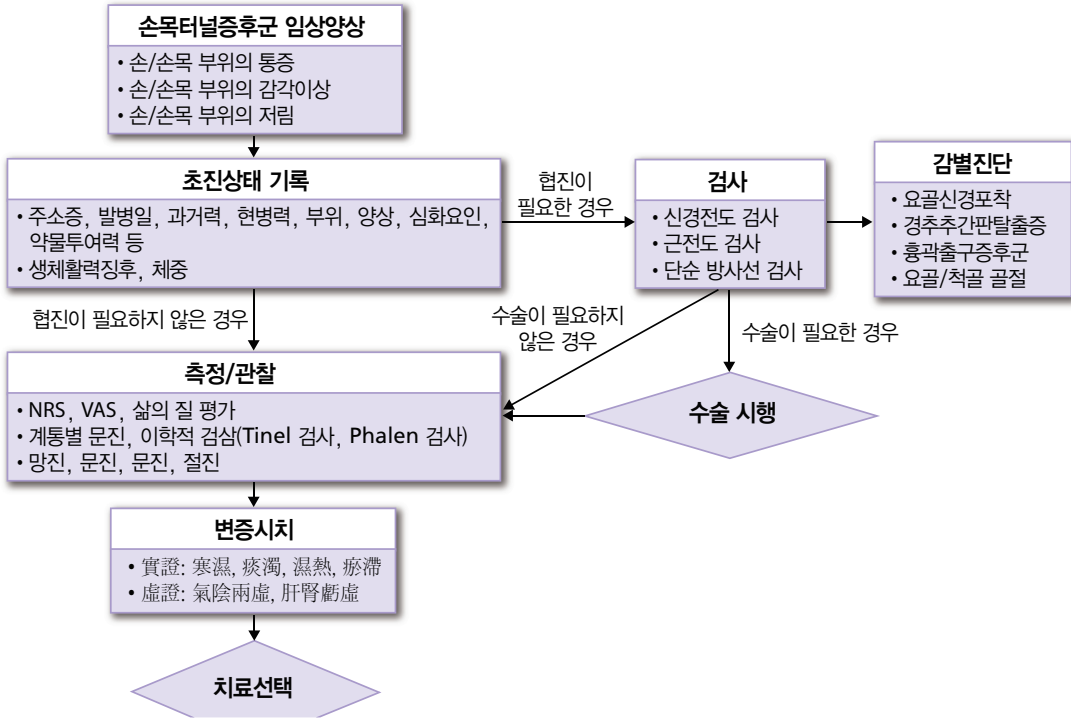 손목터널증후군 임상양상
• 손/손목 부위의 통증
• 손/손목 부위의 감각이상
• 손/손목 부위의 저림
초진상태 기록
• 주소증, 발병일, 과거력, 현병력, 부위, 양상, 심화요인,
약물투여력 등
• 생체활력징후, 체중
협진이
필요한 경우
검사
• 신경전도 검사
• 근전도 검사
• 단순 방사선 검사
감별진단
• 요골신경포착
• 경추추간판탈출증
• 흉곽출구증후군
• 요골/척골 골절
협진이 필요하지 않은 경우
수술이 필요하지
않은 경우
수술이 필요한 경우
측정/관찰
• NRS, VAS, 삶의 질 평가
• 계통별 문진, 이학적 검삼(Tinel 검사, Phalen 검사)
• 망진, 문진, 문진, 절진
수술 시행
변증시치
• 實證: 寒濕, 痰濁, 濕熱, 瘀滯
• 虛證: 氣陰兩虛, 肝腎虧虛
치료선택